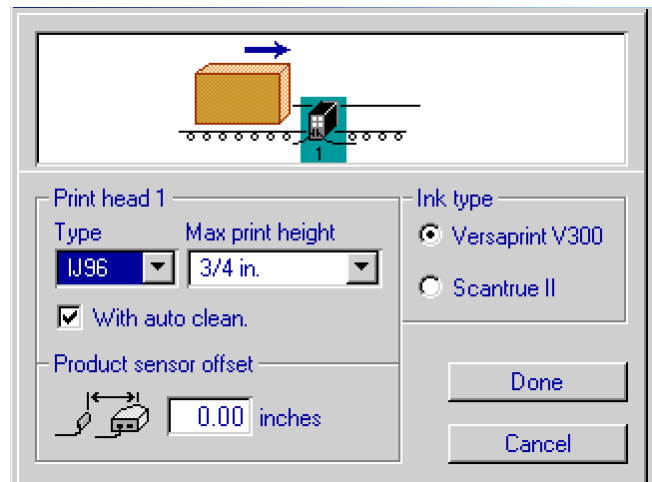 1
Print head 1
Type
Max print height
IJ96
3/4 in.
With auto clean.
Product sensor offset
0.00 inches
Ink type
Versaprint V300
Scantrue II
Done
Cancel